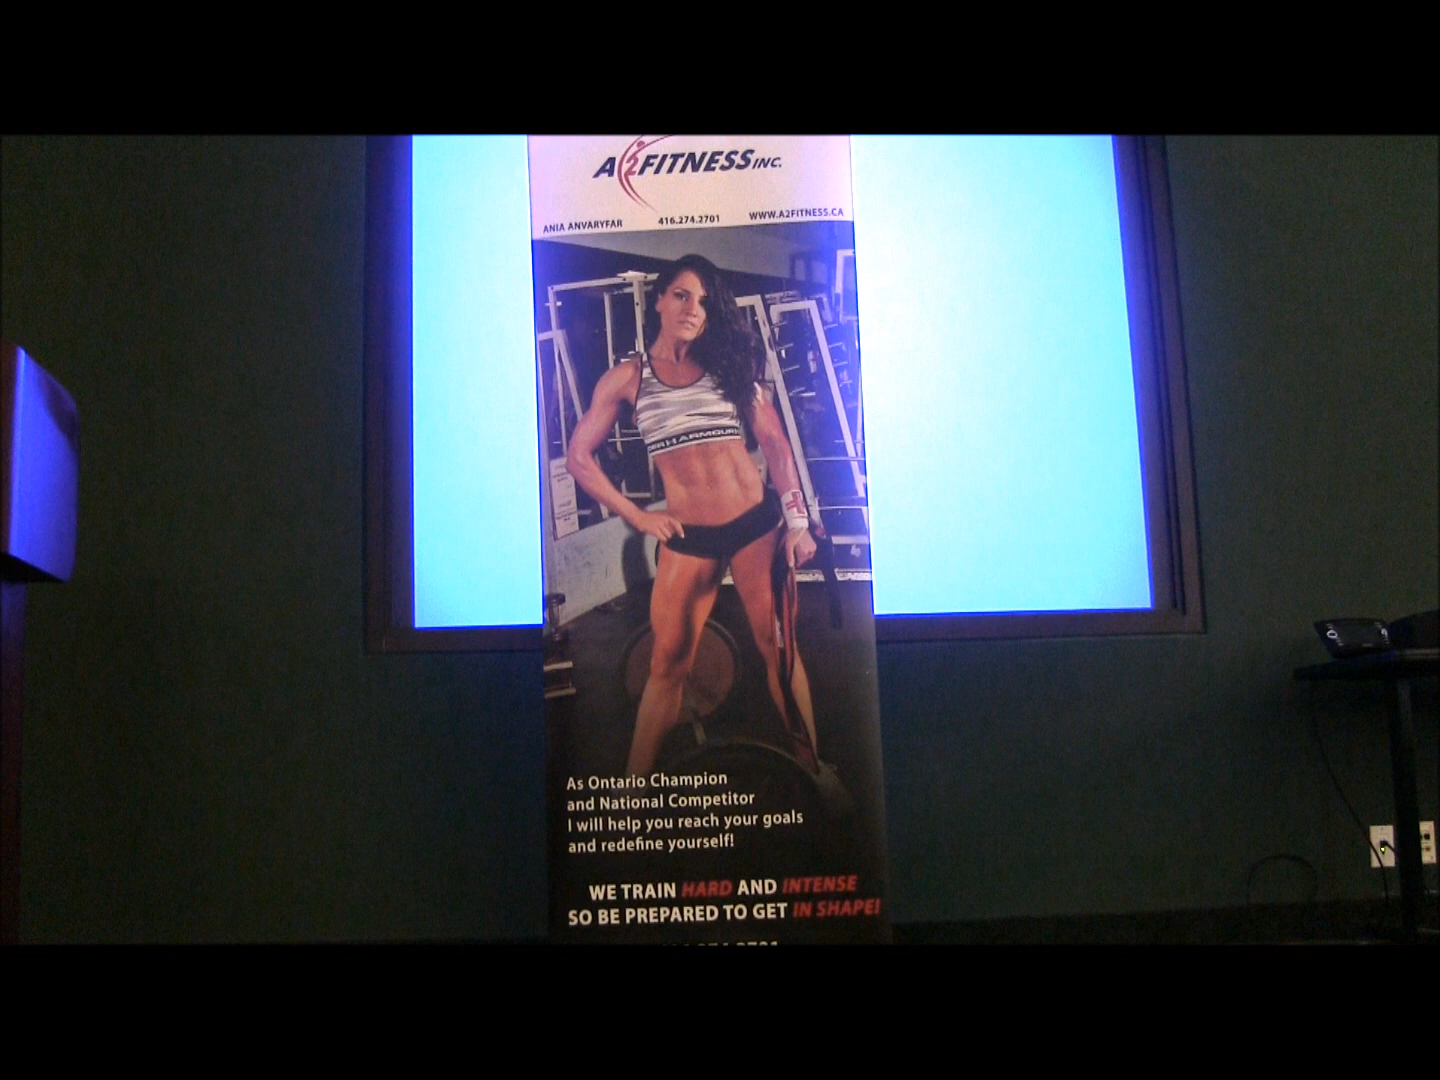 A2FITNESS INC.
ANIA ANVARYFAR 416.274.2701 WWW.A2FITNESS.CA
ARMOUR
As Ontario Champion
and National Competitor
I will help you reach your goals
and redefine yourself!
WE TRAIN HARD AND INTENSE
SO BE PREPARED TO GET IN SHAPE!